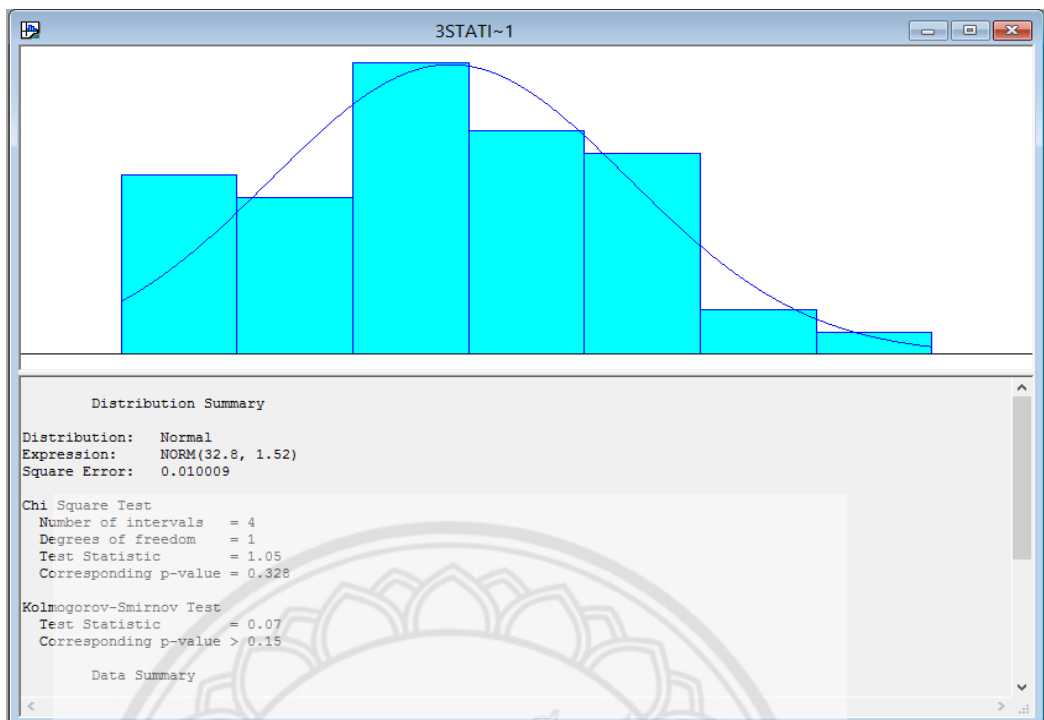 3STATI~1
Distribution Summary
Distribution: Normal
Expression: NORM(32.8, 1.52)
Square Error: 0.010009
Chi Square Test
Number of intervals = 4
Degrees of freedom = 1
Test Statistic = 1.05
Corresponding p-value = 0.328
Kolmogorov-Smirnov Test
Test Statistic = 0.07
Corresponding p-value > 0.15
Data Summary